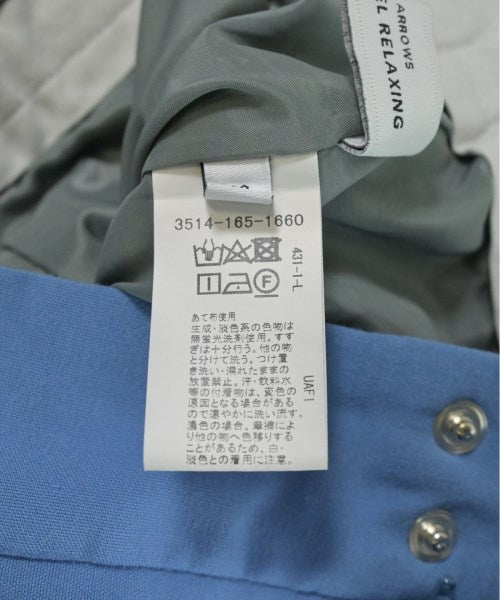 ARROWS
EL RELAXING
3514-165-1660
431-1-L
F
あて布使用
生成・淡色系の色物は
無蛍光洗剤使用。すす
ぎは十分行う。他の物
と分けて洗う。つけ置
き洗い・濡れたままの
放置禁止。汗・飲料水
等の付着物は、変色の
原因となる場合がある
ので速やかに洗い流す。
濃色の場合、摩擦によ
り他の物へ色移りする
ことがあるため、白・
淡色との着用に注意。
UAF1